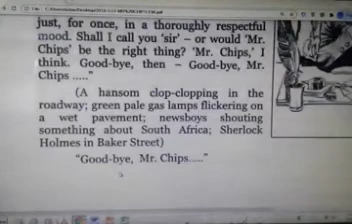 just, for once, in a thoroughly respectful
mood. Shall I call you 'sir' – or would 'Mr.
Chips' be the right thing? 'Mr. Chips,' I
think. Good-bye, then – Good-bye, Mr.
Chips ....."
(A hansom clop-clopping in the
roadway; green pale gas lamps flickering on
a wet pavement; newsboys shouting
something about South Africa; Sherlock
Holmes in Baker Street)
"Good-bye, Mr. Chips....."